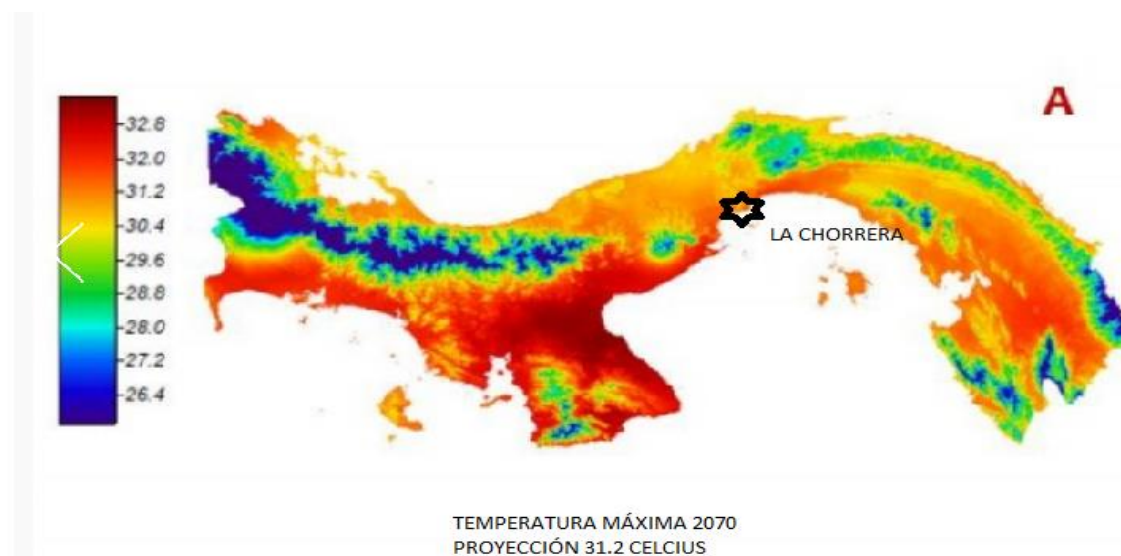 A
32.8
32.0
31.2
30.4
29.6
28.8
28.0
27.2
26.4
LA CHORRERA
TEMPERATURA MÁXIMA 2070
PROYECCIÓN 31.2 CELCIUS